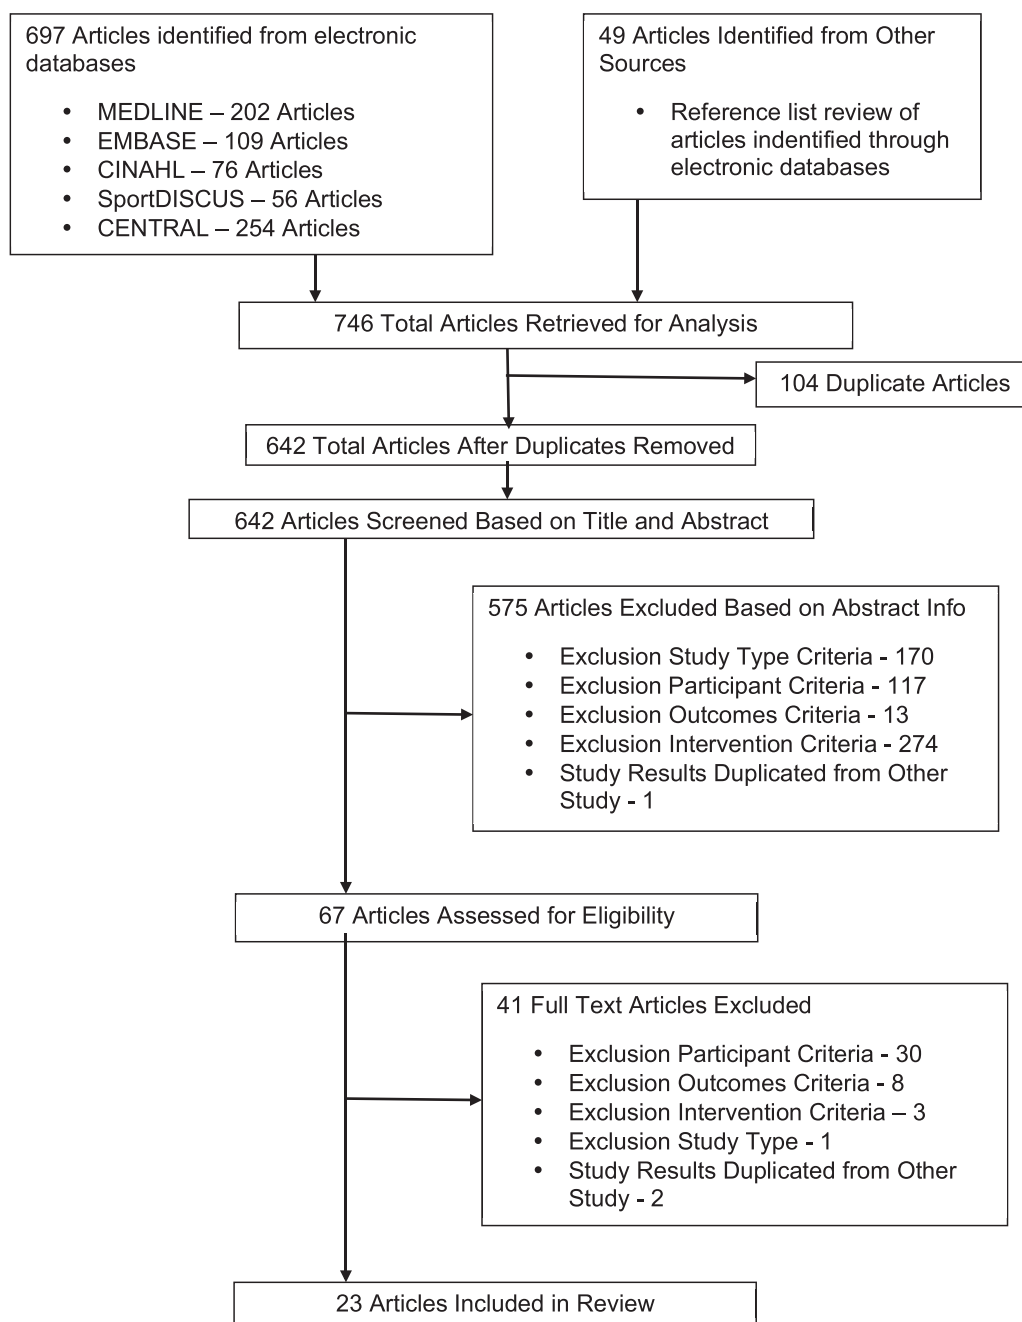 697 Articles identified from electronic
databases
• MEDLINE – 202 Articles
• EMBASE – 109 Articles
• CINAHL – 76 Articles
• SportDISCUS – 56 Articles
• CENTRAL – 254 Articles
49 Articles Identified from Other
Sources
• Reference list review of
articles indentified through
electronic databases
746 Total Articles Retrieved for Analysis
104 Duplicate Articles
642 Total Articles After Duplicates Removed
642 Articles Screened Based on Title and Abstract
575 Articles Excluded Based on Abstract Info
• Exclusion Study Type Criteria - 170
• Exclusion Participant Criteria - 117
• Exclusion Outcomes Criteria - 13
• Exclusion Intervention Criteria - 274
• Study Results Duplicated from Other
Study - 1
67 Articles Assessed for Eligibility
41 Full Text Articles Excluded
• Exclusion Participant Criteria - 30
• Exclusion Outcomes Criteria - 8
• Exclusion Intervention Criteria – 3
• Exclusion Study Type - 1
• Study Results Duplicated from Other
Study - 2
23 Articles Included in Review